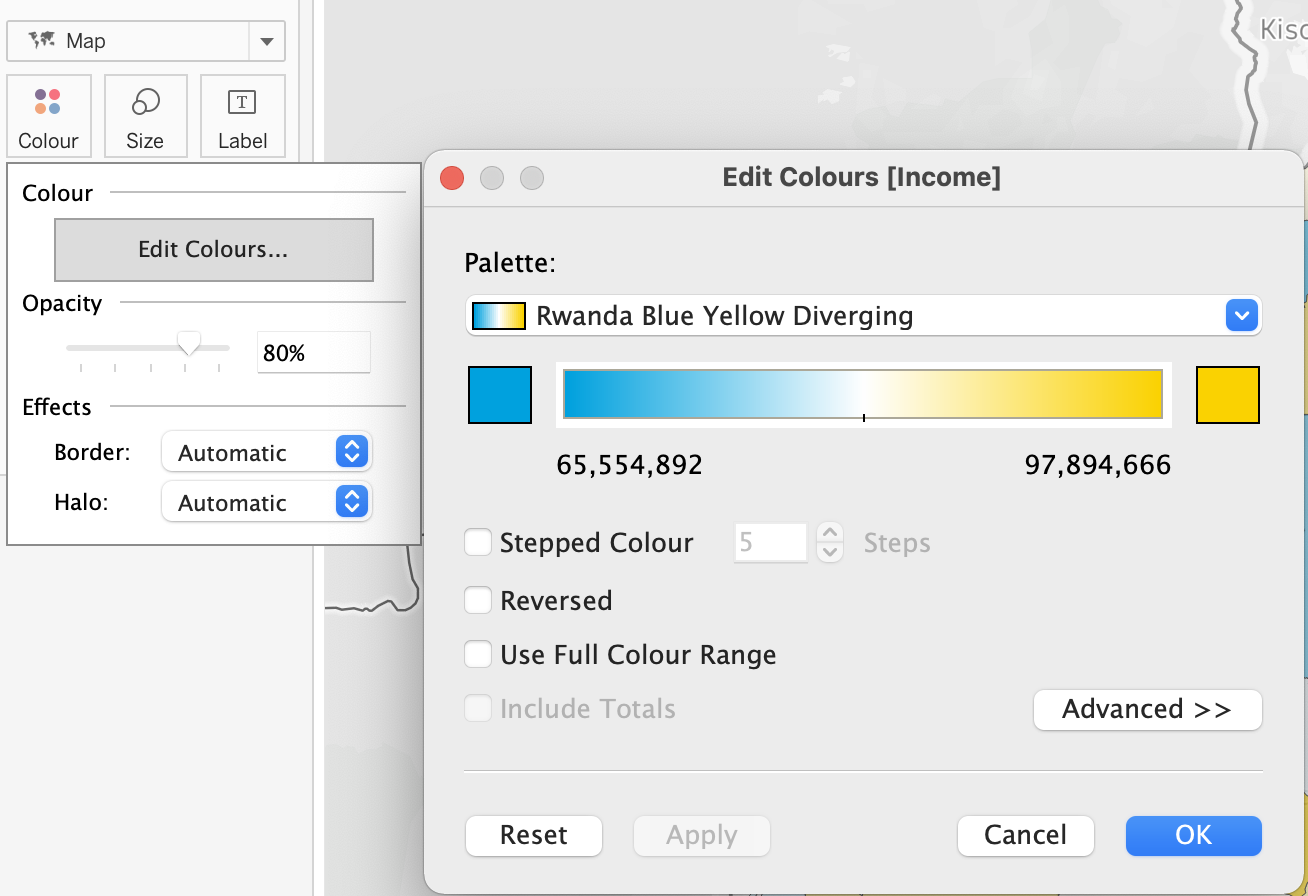 Map
Colour
Size
Label
Colour
Edit Colours...
Opacity
80%
Effects
Border:
Automatic
Halo:
Automatic
Edit Colours [Income]
Palette:
Rwanda Blue Yellow Diverging
65,554,892
97,894,666
Stepped Colour
5
Steps
Reversed
Use Full Colour Range
Include Totals
Advanced >>
Reset
Apply
Cancel
OK